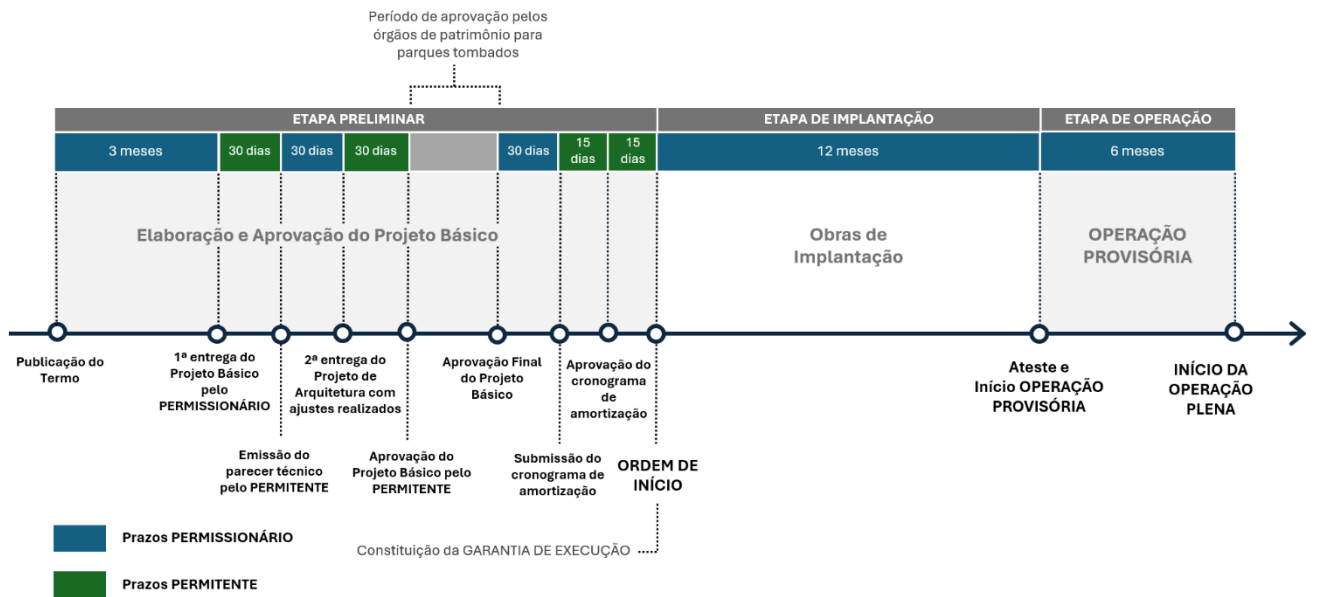 Período de aprovação pelos
órgãos de patrimônio para
parques tombados
ETAPA PRELIMINAR
ETAPA DE IMPLANTAÇÃO
ETAPA DE OPERAÇÃO
3 meses
30 dias
30 dias
30 dias
30 dias
15
dias
15
dias
12 meses
6 meses
Elaboração e Aprovação do Projeto Básico
Obras de
Implantação
OPERAÇÃO
PROVISÓRIA
Publicação do
Termo
1ª entrega do
Projeto Básico
pelo
PERMISSIONÁRIO
2ª entrega do
Projeto de
Arquitetura com
ajustes realizados
Aprovação Final
do Projeto
Básico
Aprovação do
cronograma
de
amortização
Ateste e
Início OPERAÇÃO
PROVISÓRIA
INÍCIO DA
OPERAÇÃO
PLENA
Emissão do
parecer técnico
pelo PERMITENTE
Aprovação do
Projeto Básico pelo
PERMITENTE
Submissão do
cronograma de
amortização
ORDEM DE
INÍCIO
Prazos PERMISSIONÁRIO
Constituição da GARANTIA DE EXECUÇÃO
Prazos PERMITENTE